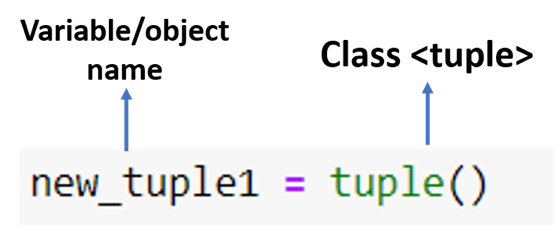 Variable/object
name
Class <tuple>
new_tuple1 = tuple()